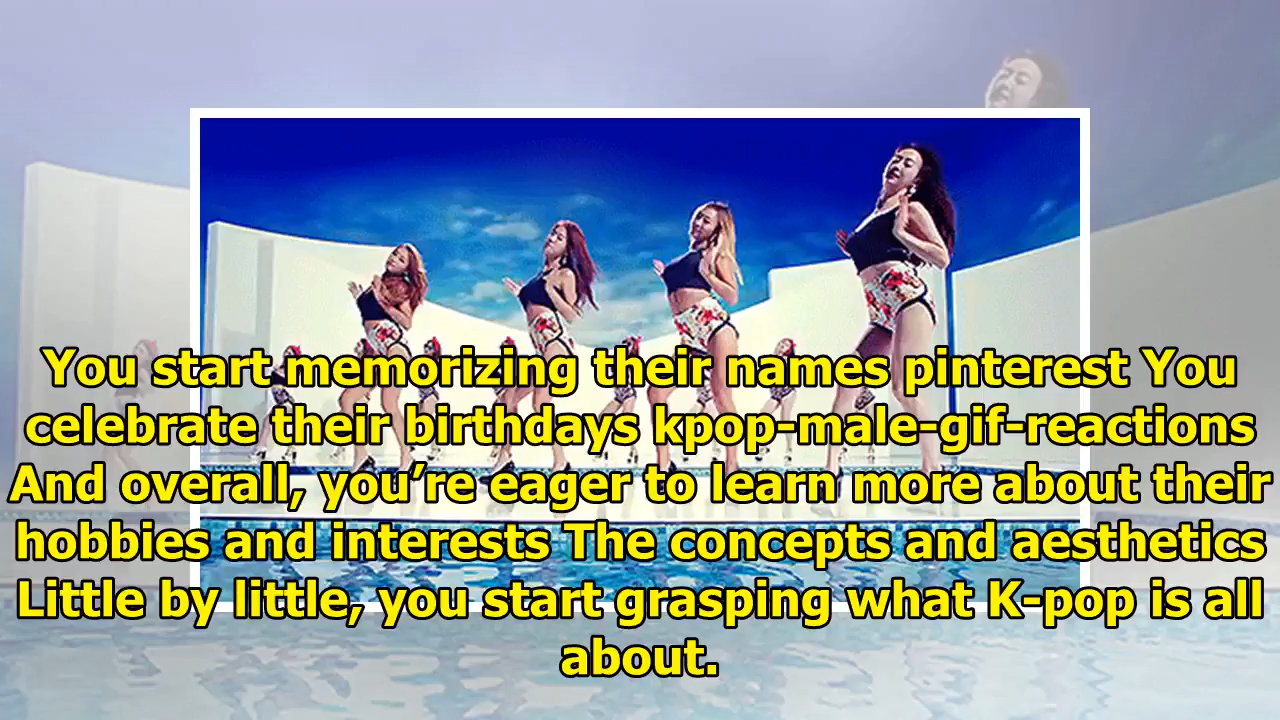 You start memorizing their names pinterest You
celebrate their birthdays kpop-male-gif-reactions
And overall, you’re eager to learn more about their
hobbies and interests The concepts and aesthetics
Little by little, you start grasping what K-pop is all
about.